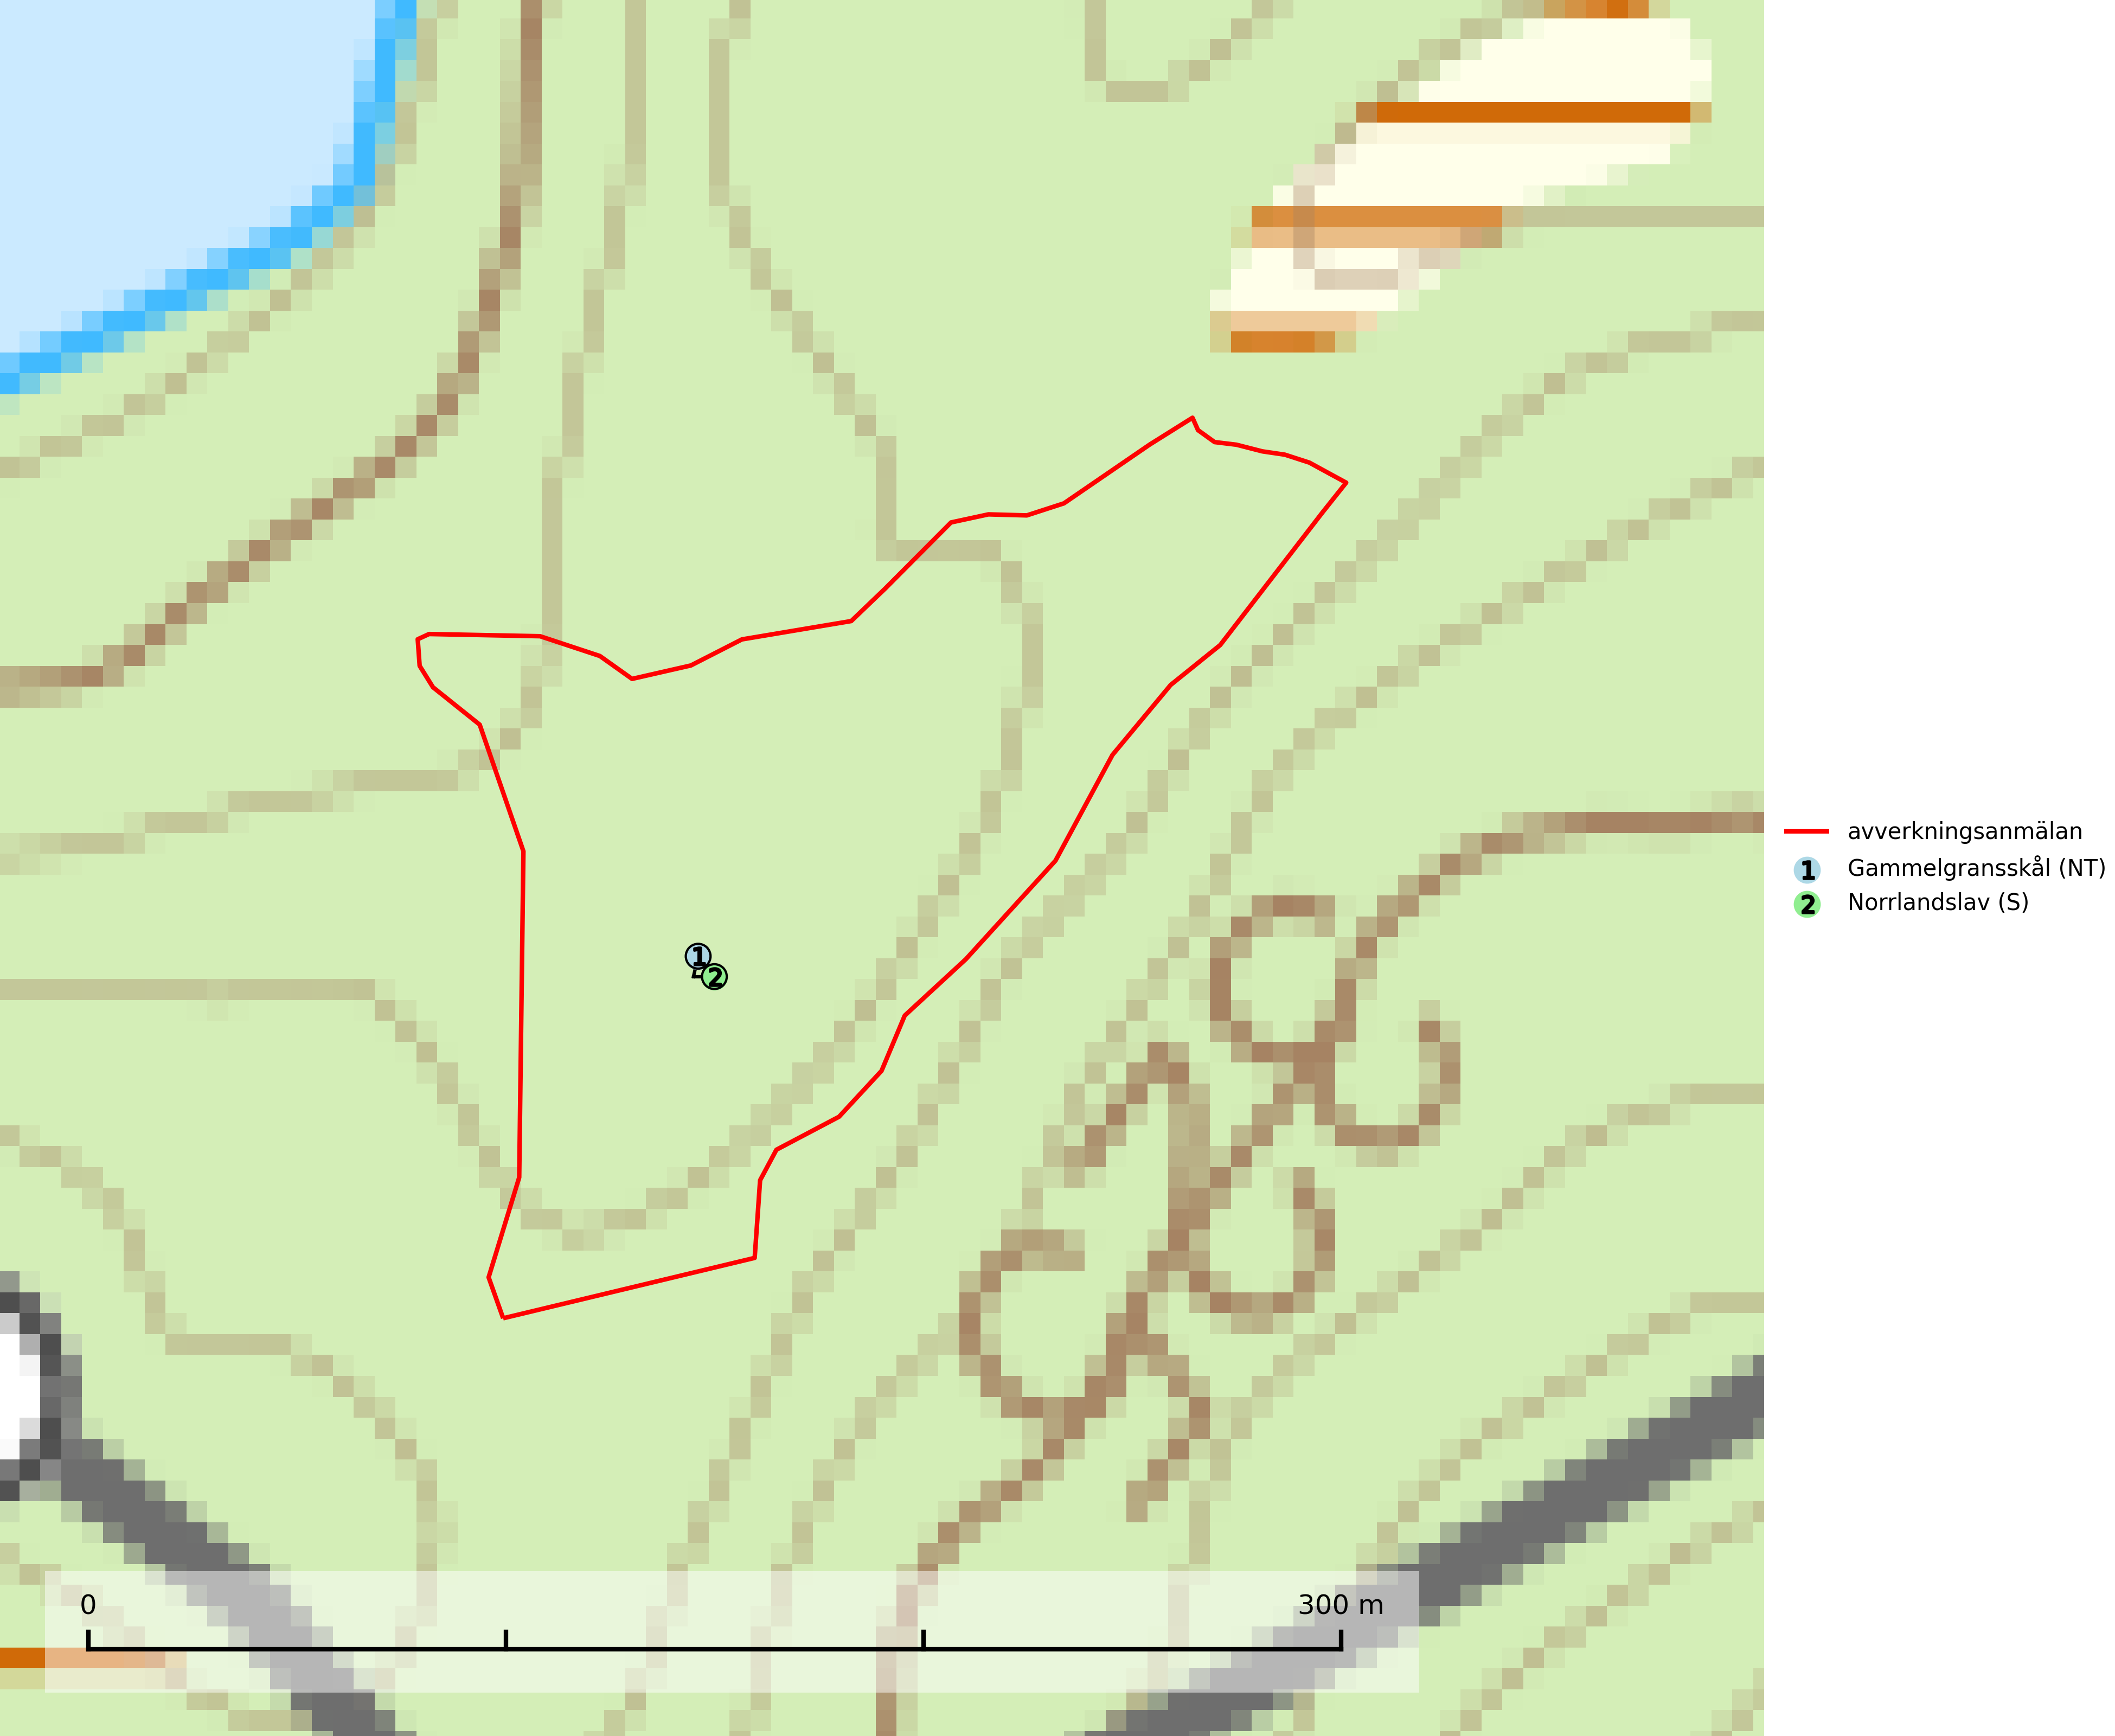 avverkningsanmälan
1 Gammelgransskål (NT)
2 Norrlandslav (S)
1
2
0 300 m